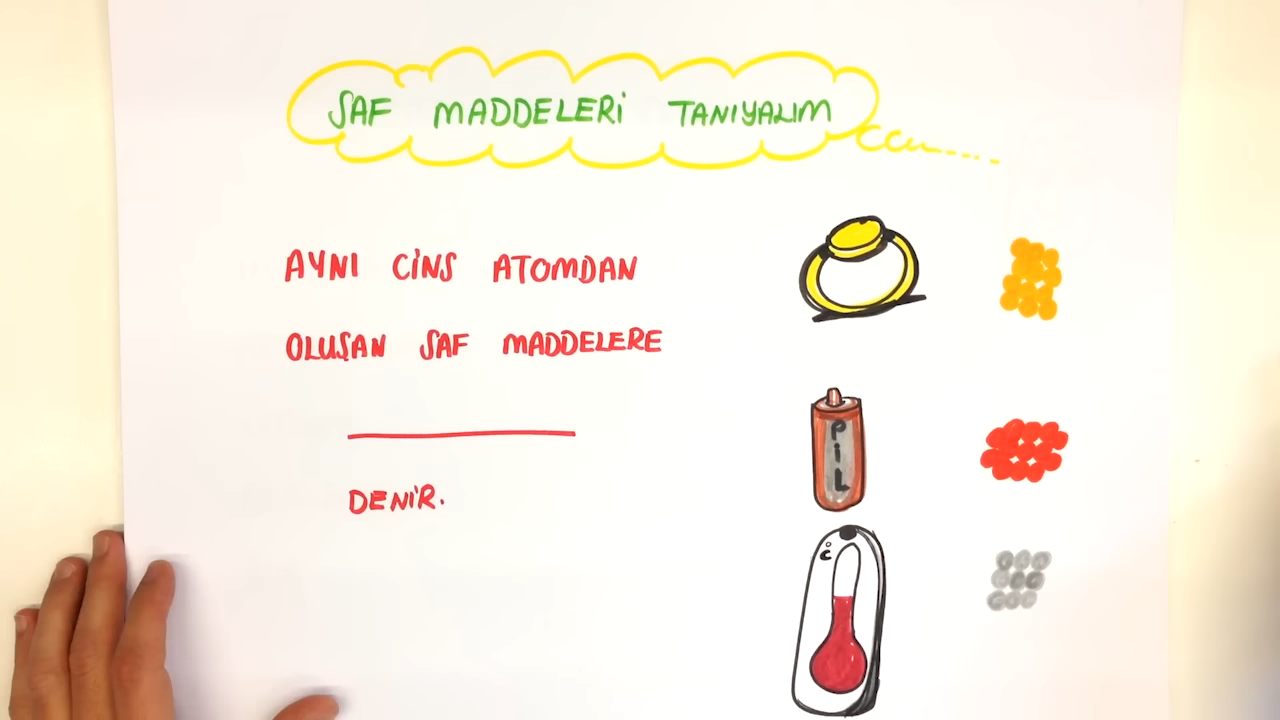 SAF MADDELERİ TANIYALIM
AYNI CİNS ATOMDAN
OLUŞAN SAF MADDELERE
DENİR.
PİL
°C